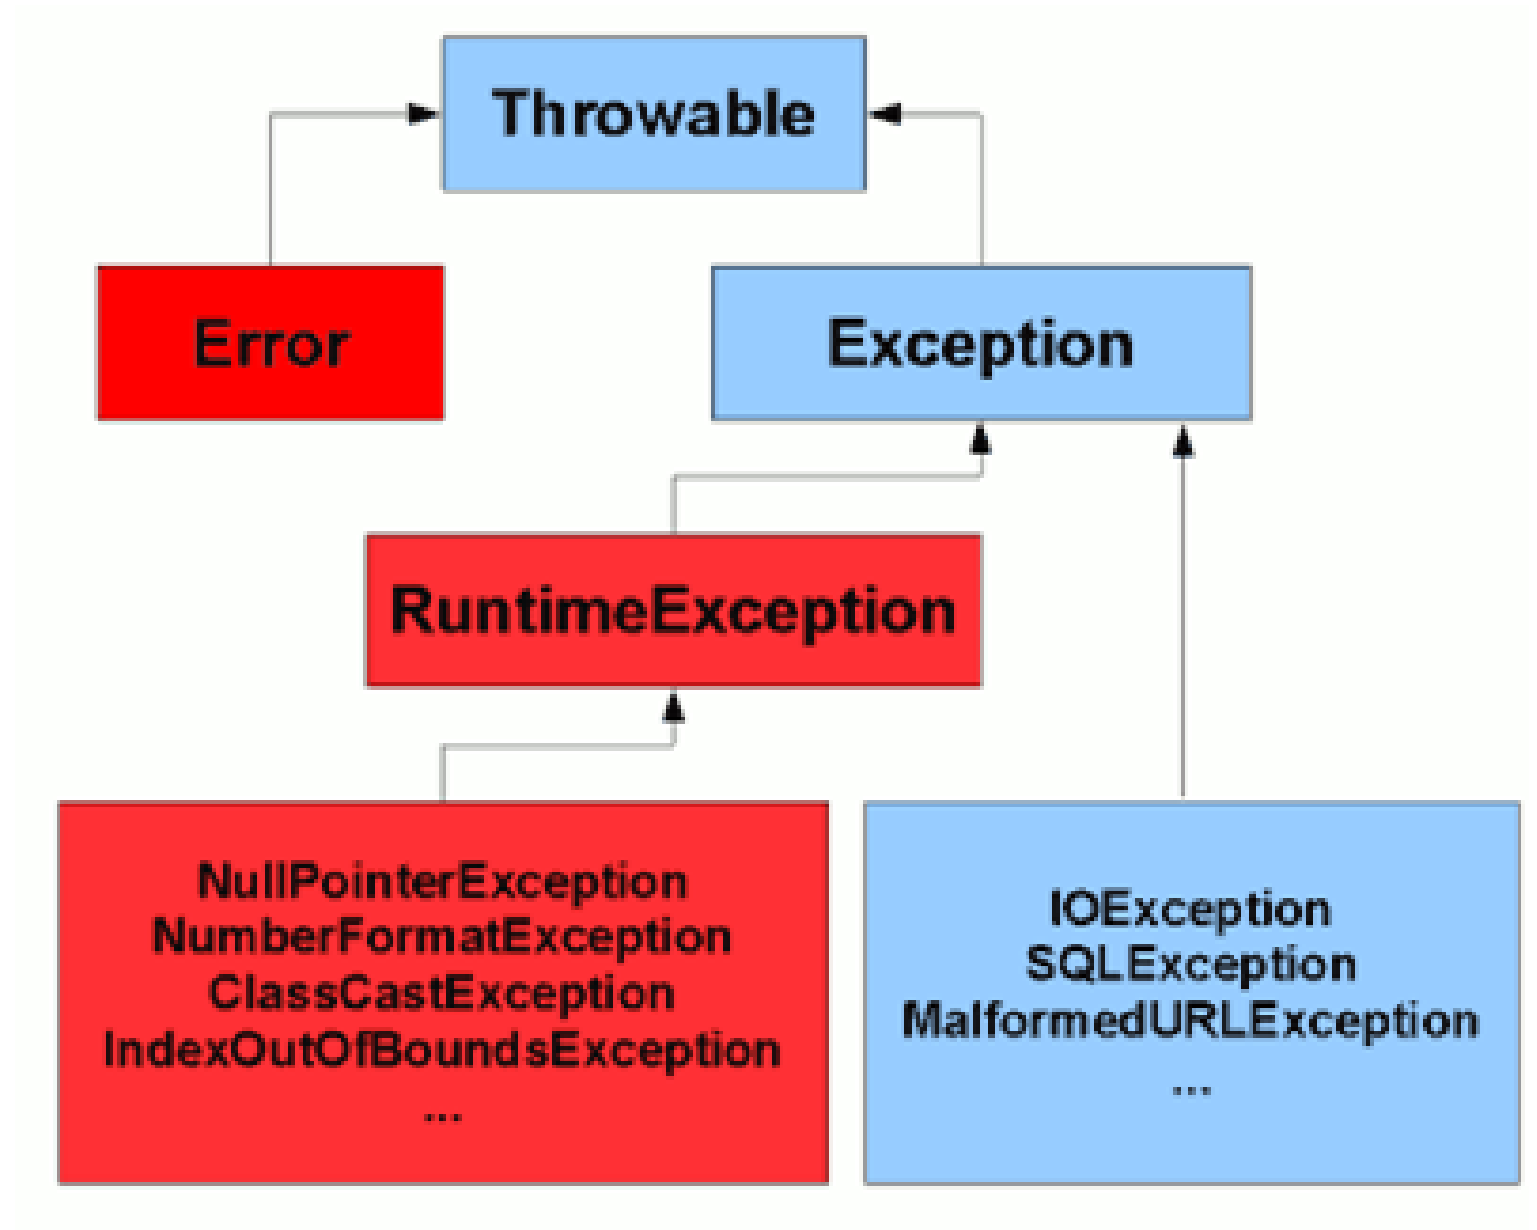 Throwable
Error
Exception
RuntimeException
NullPointerException
NumberFormatException
ClassCastException
IndexOutOfBoundsException
...
IOException
SQLException
MalformedURLException
...